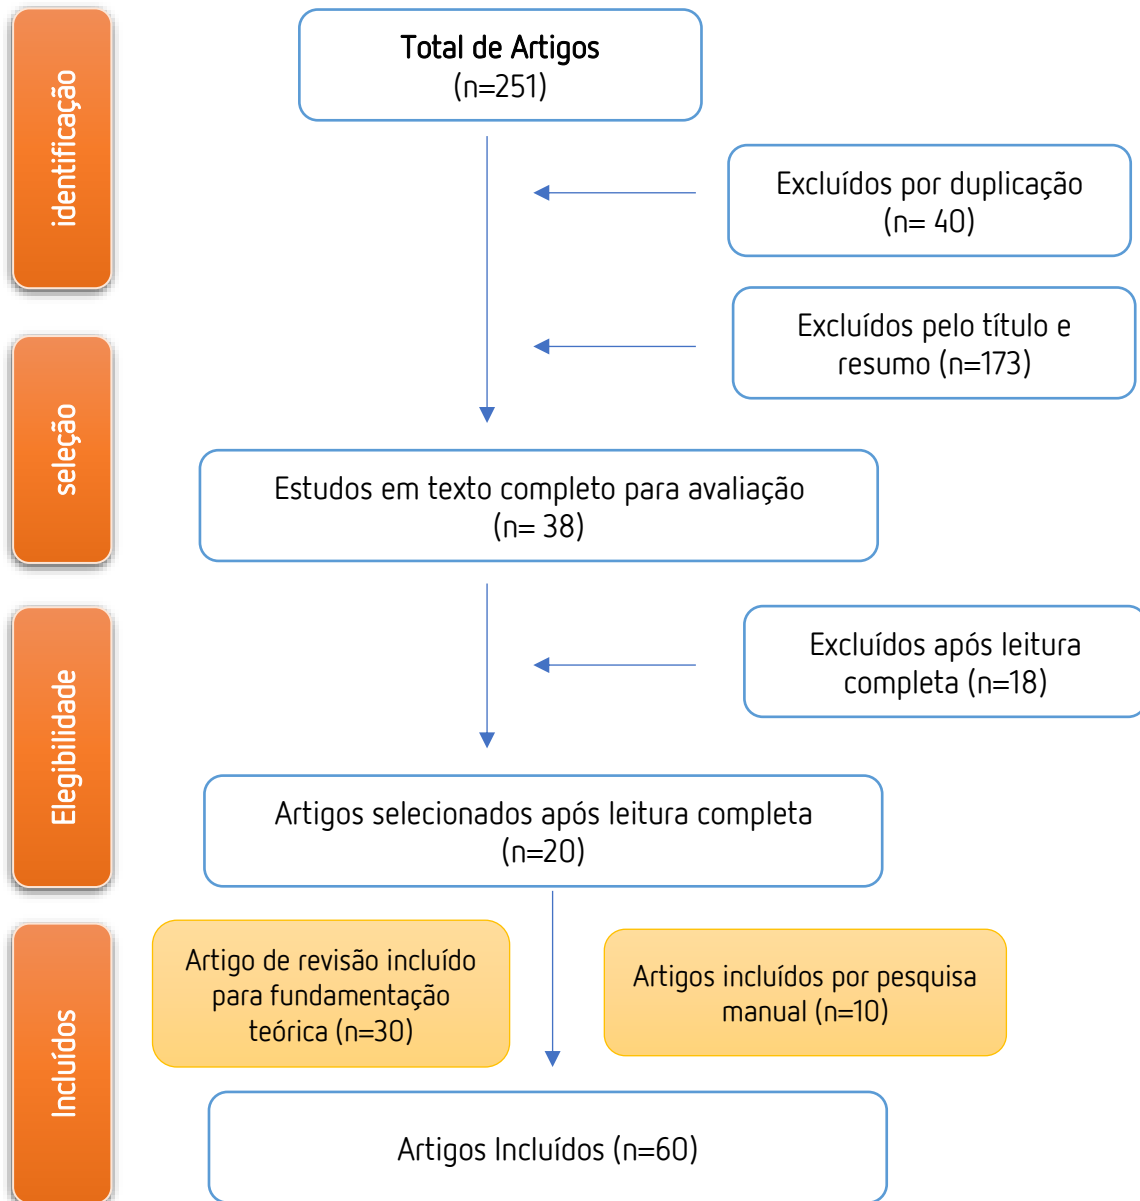 identificação
Total de Artigos
(n=251)
Excluídos por duplicação
(n= 40)
Excluídos pelo título e
resumo (n=173)
seleção
Estudos em texto completo para avaliação
(n= 38)
Elegibilidade
Excluídos após leitura
completa (n=18)
Artigos selecionados após leitura completa
(n=20)
Incluídos
Artigo de revisão incluído
para fundamentação
teórica (n=30)
Artigos incluídos por pesquisa
manual (n=10)
Artigos Incluídos (n=60)